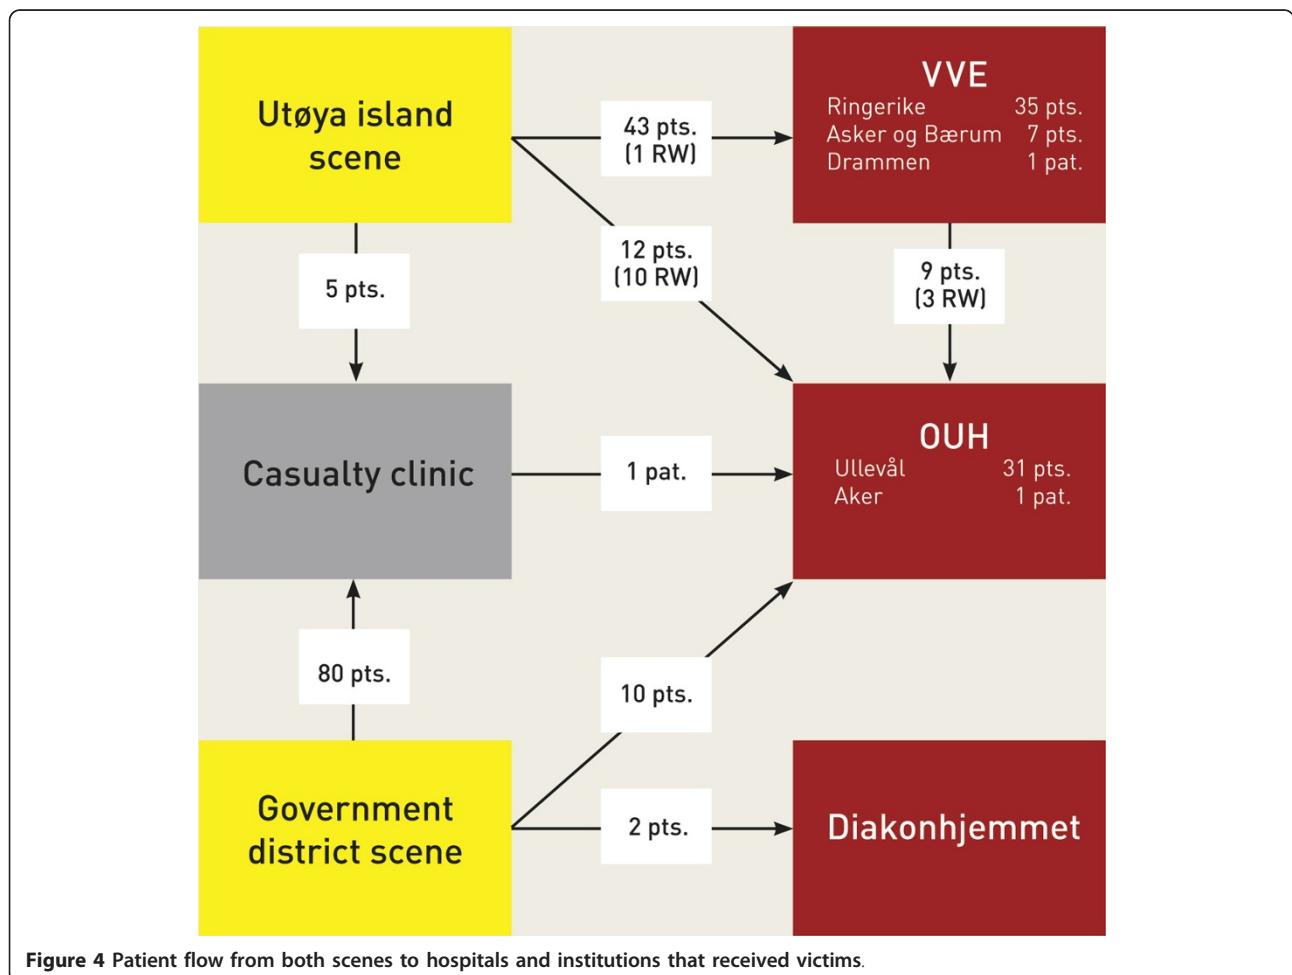 Utøya island
scene
43 pts.
(1 RW)
VVE
Ringerike 35 pts.
Asker og Bærum 7 pts.
Drammen 1 pat.
12 pts.
(10 RW)
5 pts.
9 pts.
(3 RW)
Casualty clinic
1 pat.
OUH
Ullevål 31 pts.
Aker 1 pat.
80 pts.
10 pts.
Government
district scene
2 pts.
Diakonhjemmet
Figure 4 Patient flow from both scenes to hospitals and institutions that received victims.